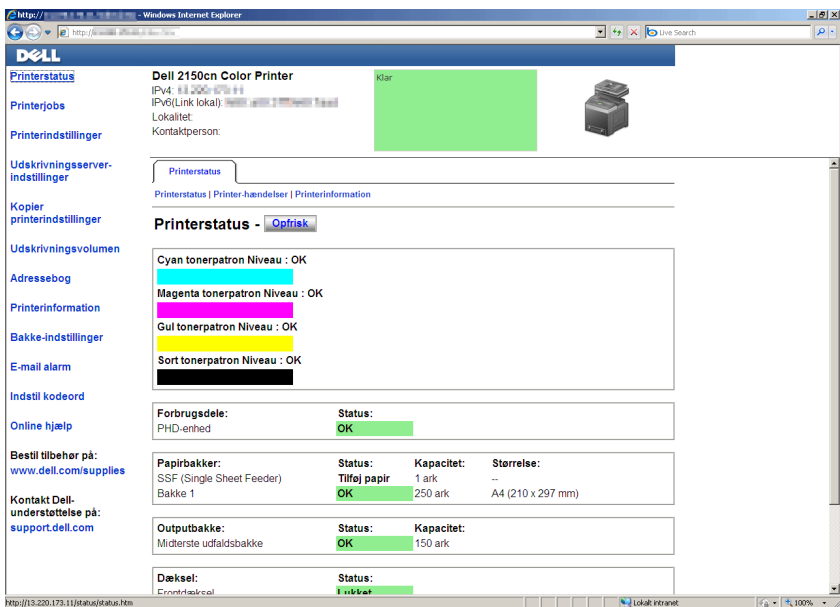 http:// - Windows Internet Explorer
http://
Live Search
DELL
Printerstatus
Printerjobs
Printerindstillinger
Udskrivningsserver-
indstillinger
Kopier
printerindstillinger
Udskrivningsvolumen
Adressebog
Printerinformation
Bakke-indstillinger
E-mail alarm
Indstil kodeord
Online hjælp
Bestil tilbehør på:
www.dell.com/supplies
Kontakt Dell-
understøttelse på:
support.dell.com
Dell 2150cn Color Printer
IPv4:
IPv6(Link lokal):
Lokalitet:
Kontaktperson:
Klar
Printerstatus
Printerstatus | Printer-hændelser | Printerinformation
Printerstatus - Opfrisk
Cyan tonerpatron Niveau : OK
Magenta tonerpatron Niveau : OK
Gul tonerpatron Niveau : OK
Sort tonerpatron Niveau : OK
Forbrugsdele: Status:
PHD-enhed OK
Papirbakker: Status: Kapacitet: Størrelse:
SSF (Single Sheet Feeder) Tilføj papir 1 ark --
Bakke 1 OK 250 ark A4 (210 x 297 mm)
Outputbakke: Status: Kapacitet:
Midterste udfaldsbakke OK 150 ark
Dæksel: Status:
Frontdæksel Lukket
http://13.220.173.11/status/status.htm
Lokalt intranet
100%